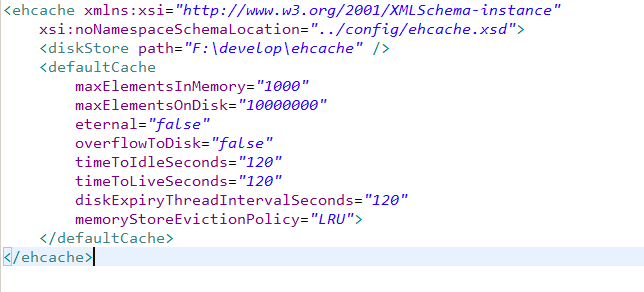 <ehcache xmlns:xsi="http://www.w3.org/2001/XMLSchema-instance"
    xsi:noNamespaceSchemaLocation="../config/ehcache.xsd">
    <diskStore path="F:\develop\ehcache" />
    <defaultCache
        maxElementsInMemory="1000"
        maxElementsOnDisk="10000000"
        eternal="false"
        overflowToDisk="false"
        timeToIdleSeconds="120"
        timeToLiveSeconds="120"
        diskExpiryThreadIntervalSeconds="120"
        memoryStoreEvictionPolicy="LRU">
    </defaultCache>
</ehcache>